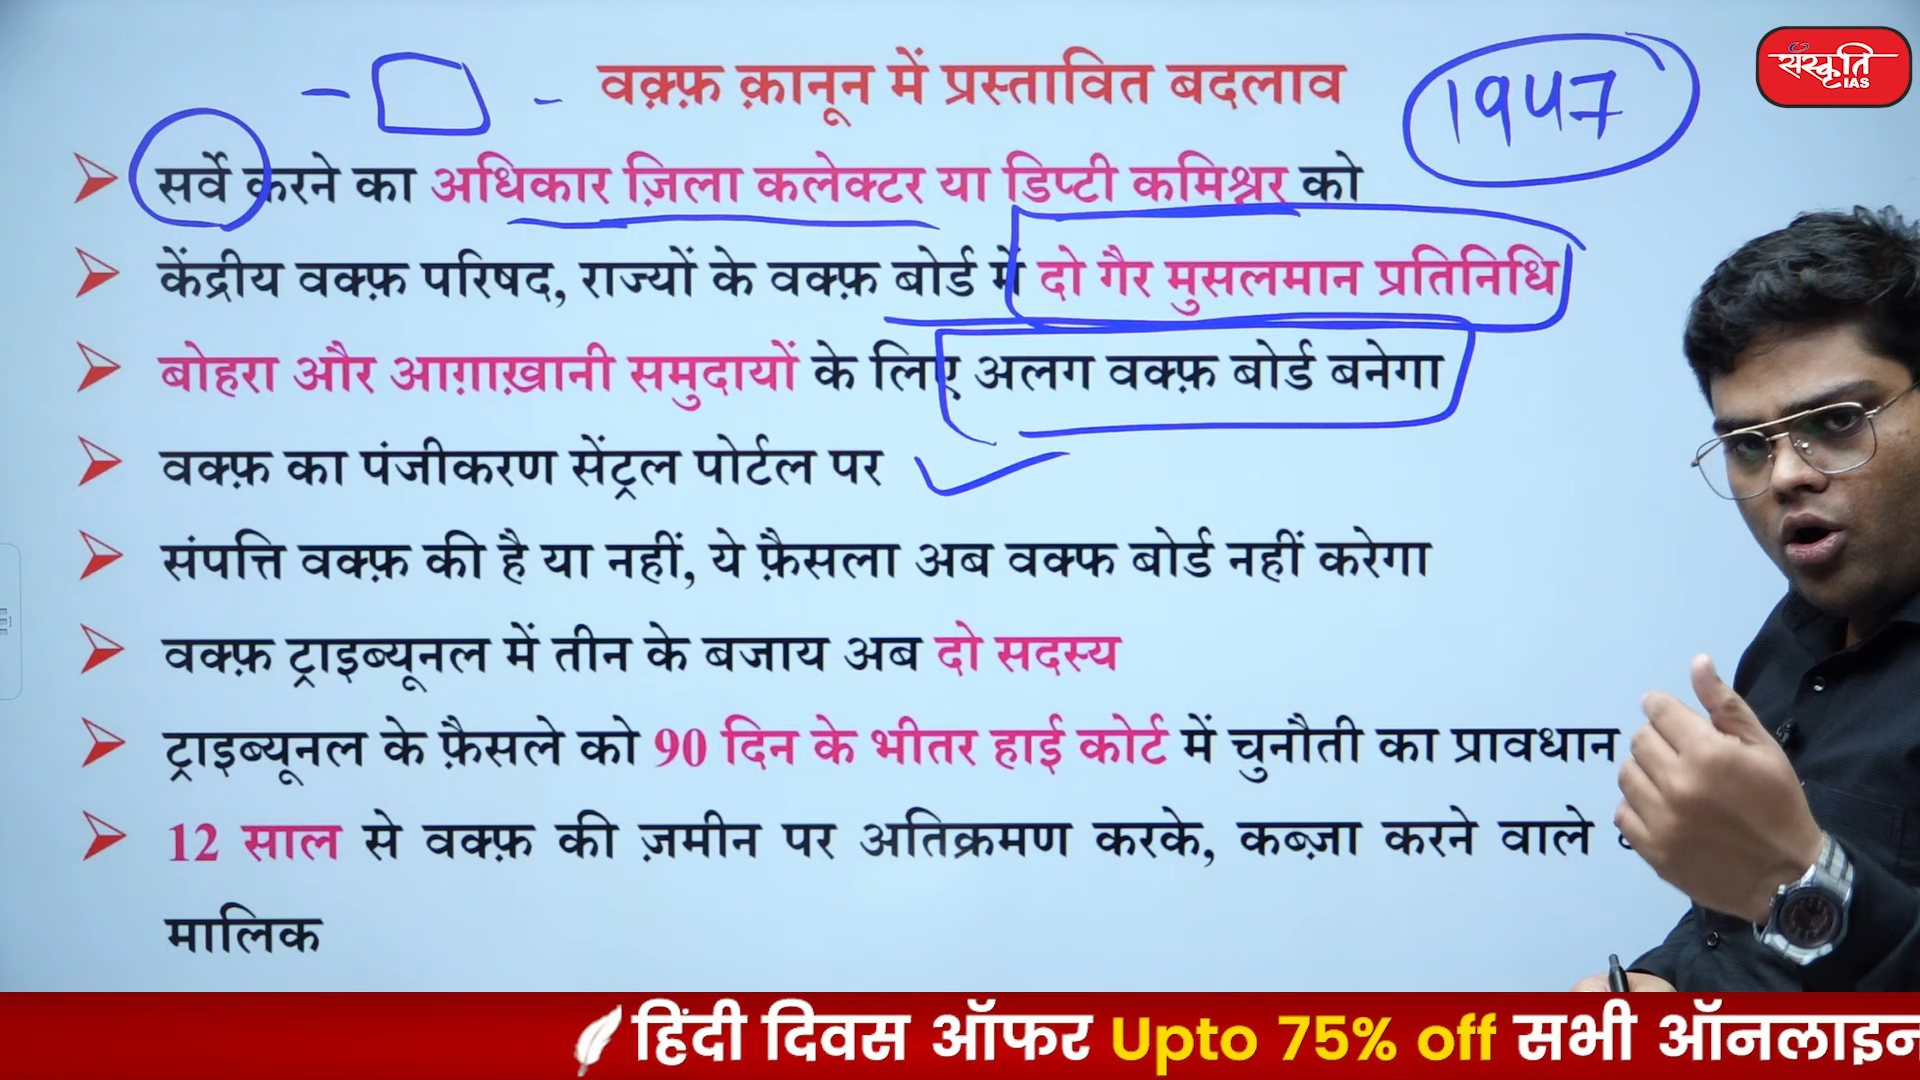 संस्कृति
IAS
वक़्फ़ क़ानून में प्रस्तावित बदलाव
1947
सर्वे करने का अधिकार ज़िला कलेक्टर या डिप्टी कमिश्नर को
केंद्रीय वक्फ़ परिषद, राज्यों के वक्फ़ बोर्ड में दो गैर मुसलमान प्रतिनिधि
बोहरा और आग़ाख़ानी समुदायों के लिए अलग वक्फ़ बोर्ड बनेगा
वक्फ़ का पंजीकरण सेंट्रल पोर्टल पर
संपत्ति वक्फ़ की है या नहीं, ये फ़ैसला अब वक्फ बोर्ड नहीं करेगा
वक्फ़ ट्राइब्यूनल में तीन के बजाय अब दो सदस्य
ट्राइब्यूनल के फ़ैसले को 90 दिन के भीतर हाई कोर्ट में चुनौती का प्रावधान
12 साल से वक्फ़ की ज़मीन पर अतिक्रमण करके, कब्ज़ा करने वाले
मालिक
हिंदी दिवस ऑफर Upto 75% off सभी ऑनलाइन